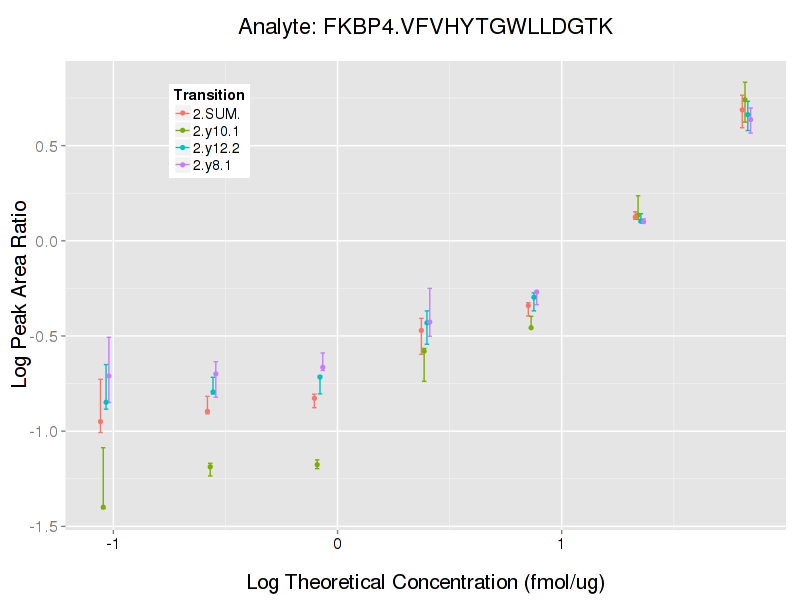 Analyte: FKBP4.VFVHYTGWLLDGTK
Log Peak Area Ratio
0.5
0.0
-0.5
-1.0
-1.5
Transition
2.SUM.
2.y10.1
2.y12.2
2.y8.1
-1
0
1
Log Theoretical Concentration (fmol/ug)